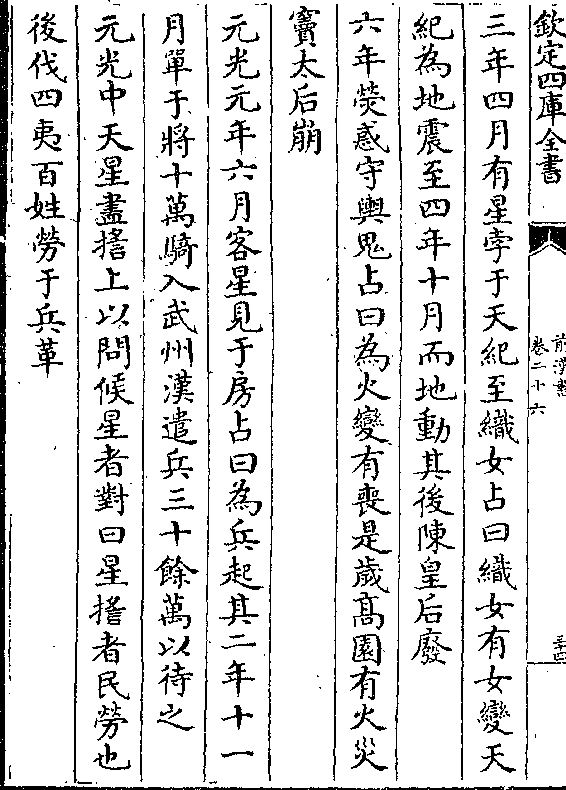 欽定四庫全書
前漢書
卷二十六
三十四
三年四月有星孛于天紀至織女占曰織女有女變天
紀為地震至四年十月而地動其後陳皇后廢
六年熒惑守輿鬼占曰為火變有喪是歲髙園有火災
竇太后崩
元光元年六月客星見于房占曰為兵起其二年十一
月單于將十萬騎入武州漢遣兵三十餘萬以待之
元光中天星盡搖上以問候星者對曰星搖者民勞也
後伐四夷百姓勞于兵革